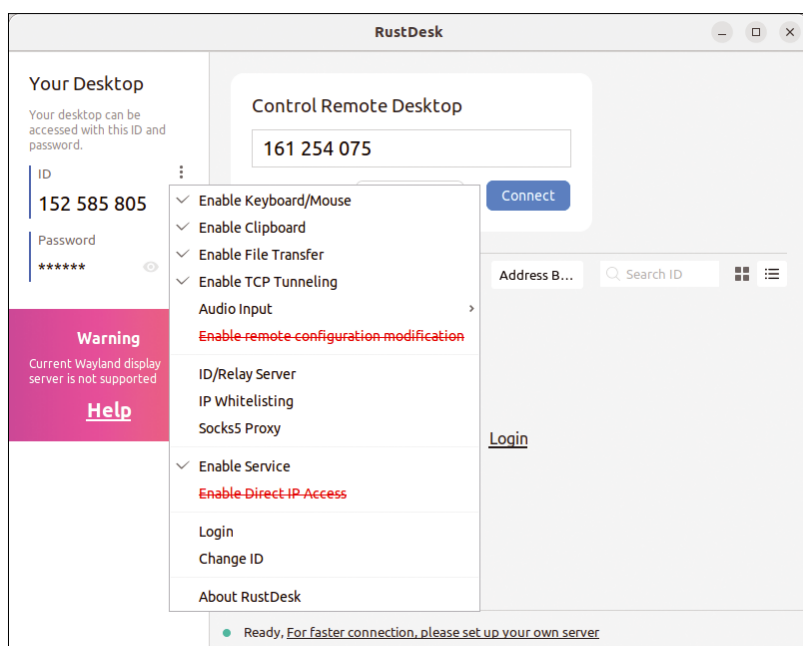 RustDesk
Your Desktop
Your desktop can be
accessed with this ID and
password.
ID
152 585 805
Password
******
Warning
Current Wayland display
server is not supported
Help
Control Remote Desktop
161 254 075
Connect
Enable Keyboard/Mouse
Enable Clipboard
Enable File Transfer
Enable TCP Tunneling
Audio Input
Enable remote configuration modification
ID/Relay Server
IP Whitelisting
Socks5 Proxy
Enable Service
Enable Direct IP Access
Login
Change ID
About RustDesk
Address B...
Search ID
Login
Ready, For faster connection, please set up your own server